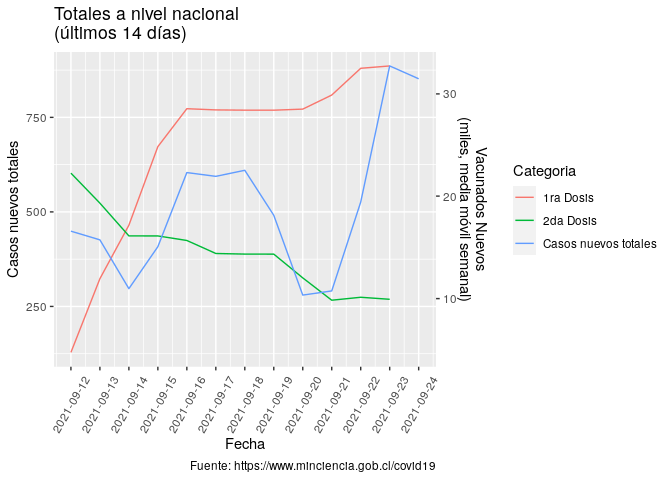 Totales a nivel nacional
(últimos 14 días)
Casos nuevos totales
750
500
250
30
20
10
Vacunados Nuevos
(miles, media móvil semanal)
2021-09-12
2021-09-13
2021-09-14
2021-09-15
2021-09-16
2021-09-17
2021-09-18
2021-09-19
2021-09-20
2021-09-21
2021-09-22
2021-09-23
2021-09-24
Fecha
Categoria
1ra Dosis
2da Dosis
Casos nuevos totales
Fuente: https://www.minciencia.gob.cl/covid19